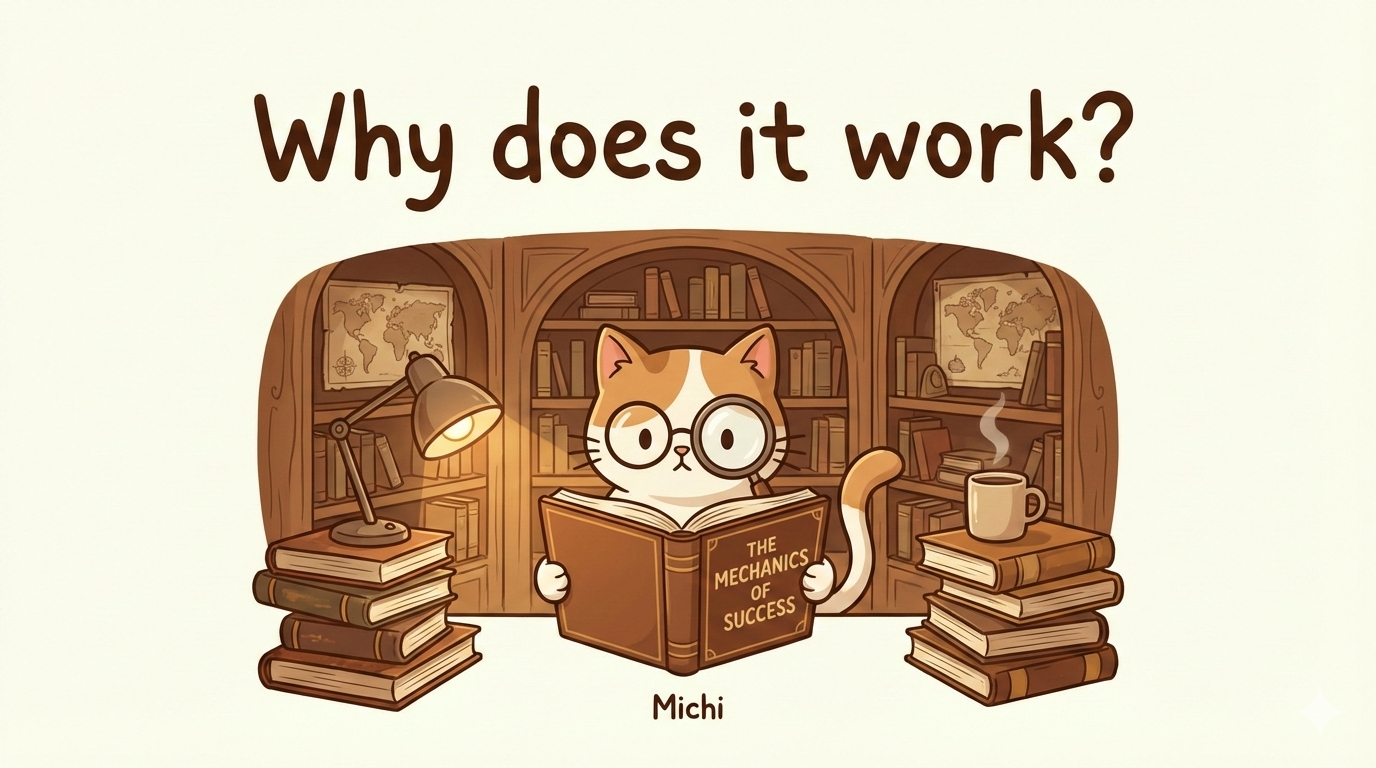 Why does it work?
THE
MECHANICS
OF
SUCCESS
Michi